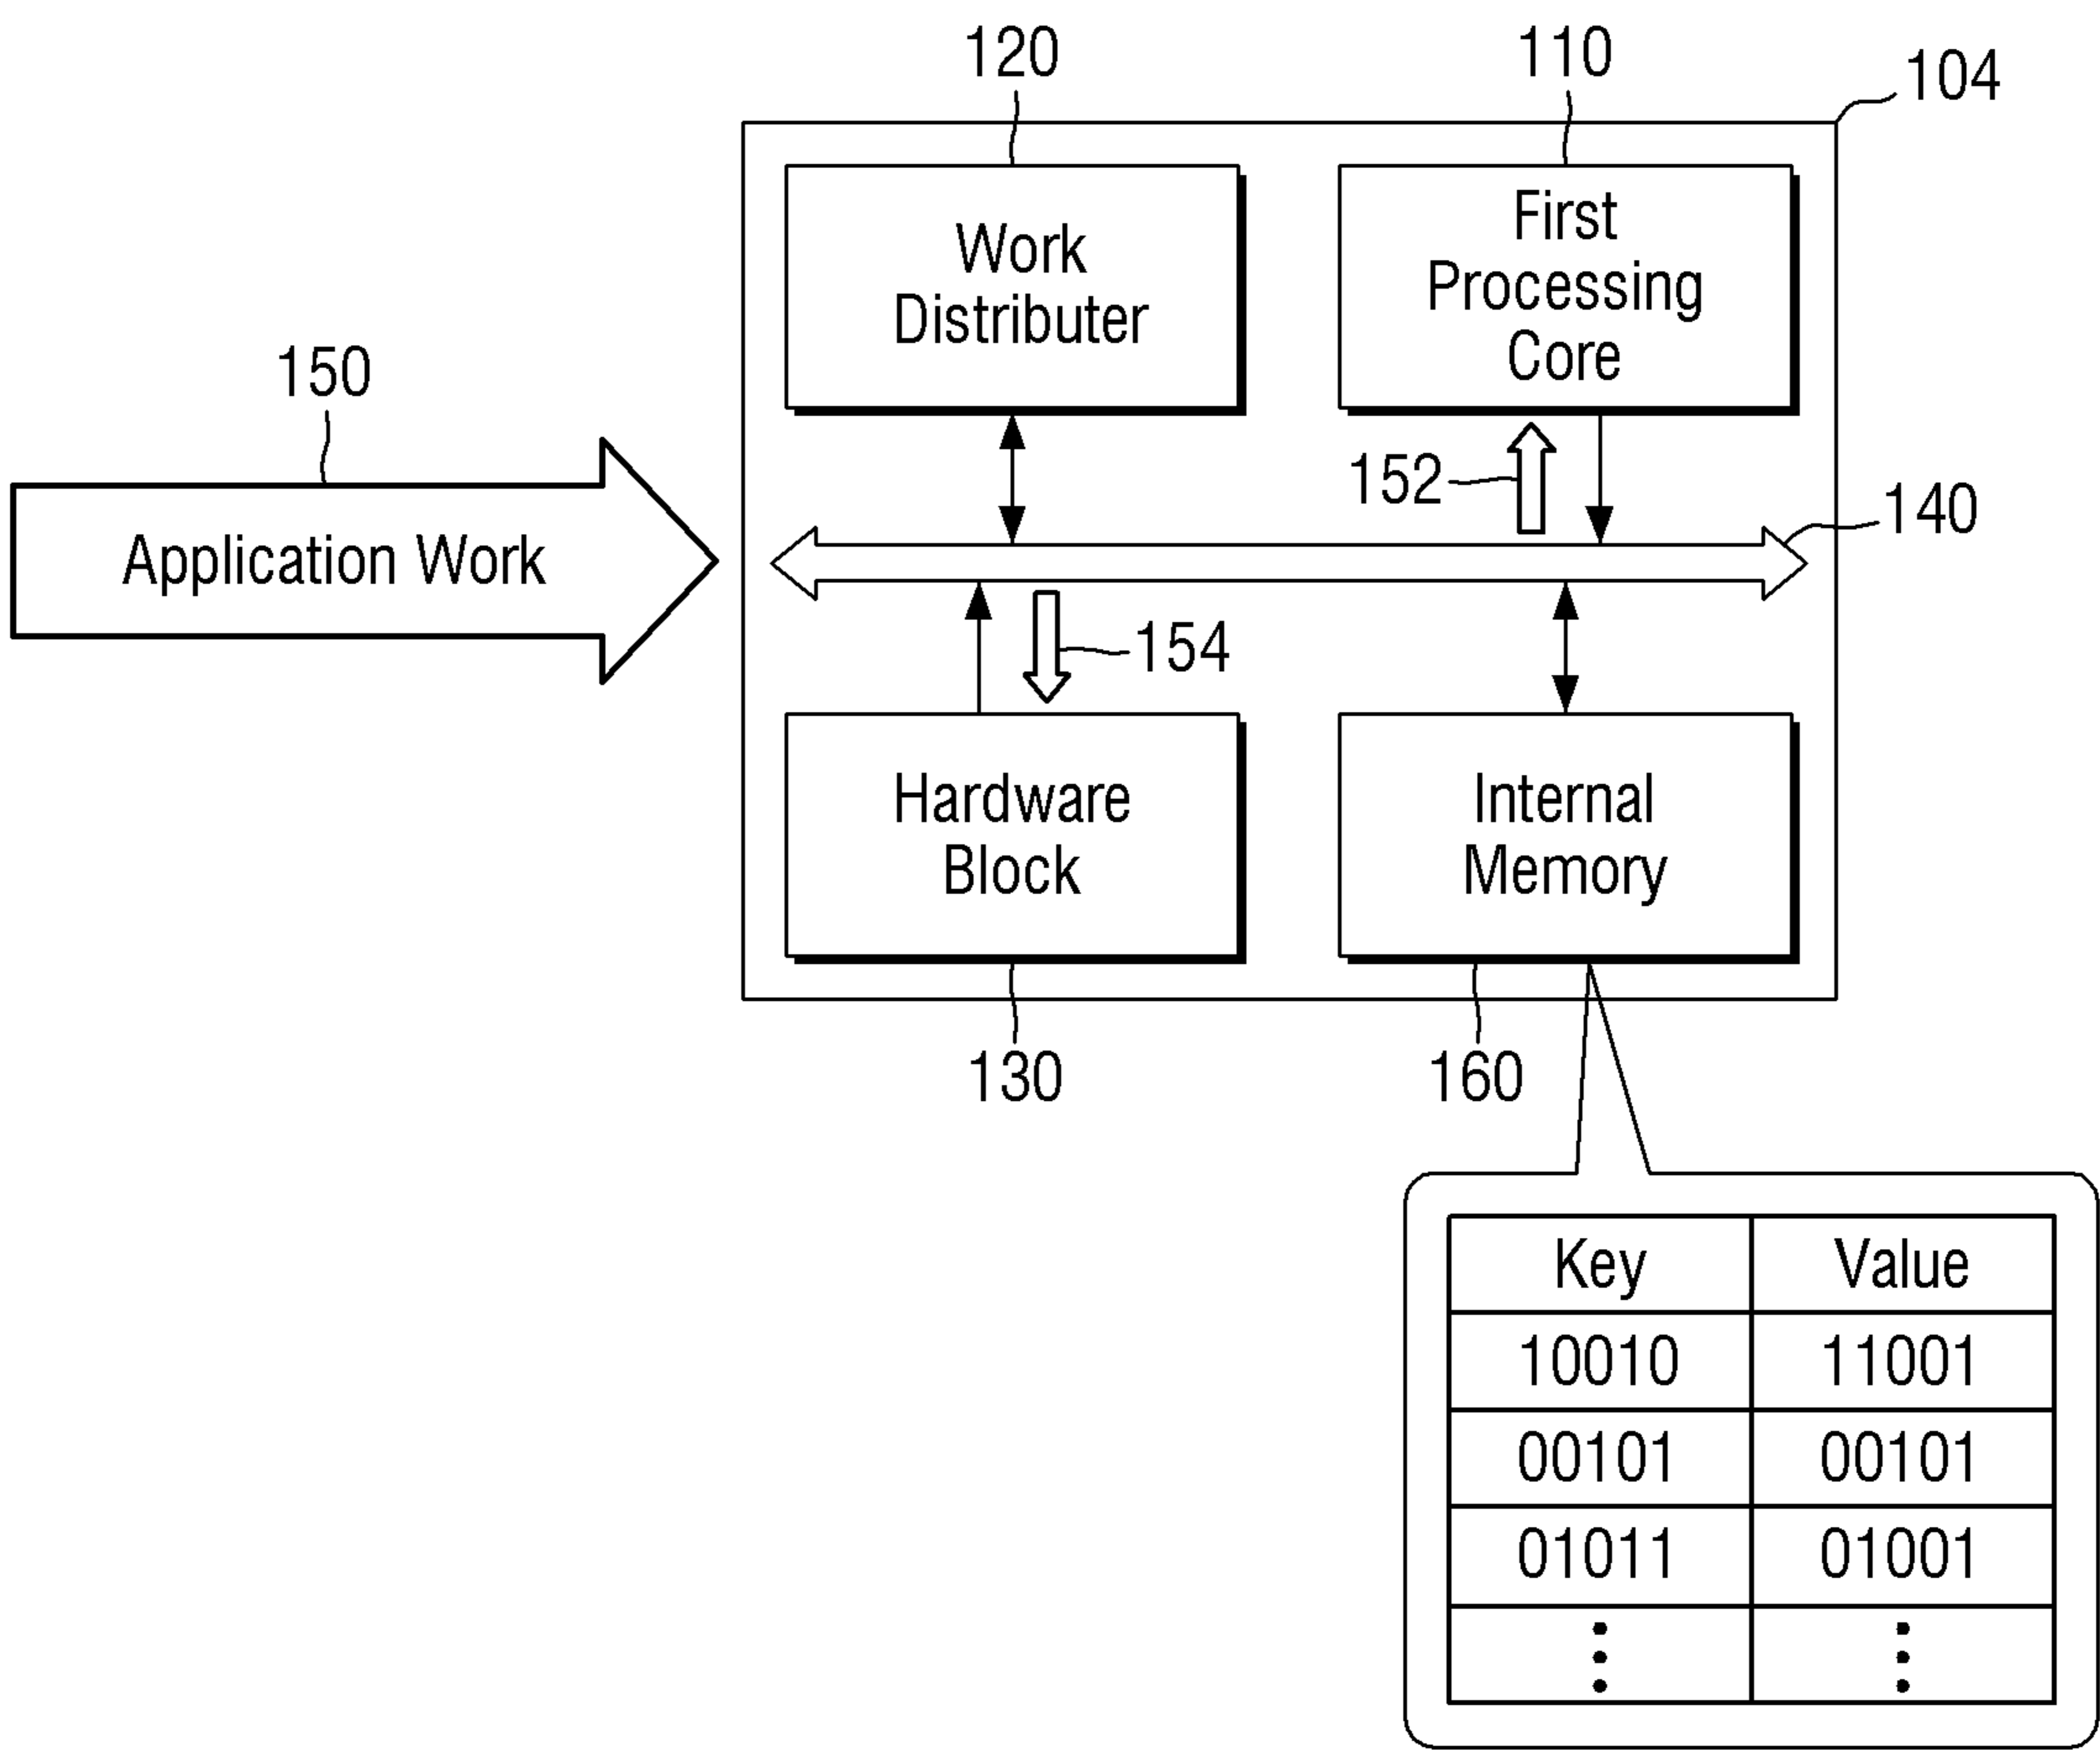 120
110
104
Work
Distributer
First
Processing
Core
150
152
140
Application Work
154
Hardware
Block
Internal
Memory
130
160
Key Value
10010 11001
00101 00101
01011 01001